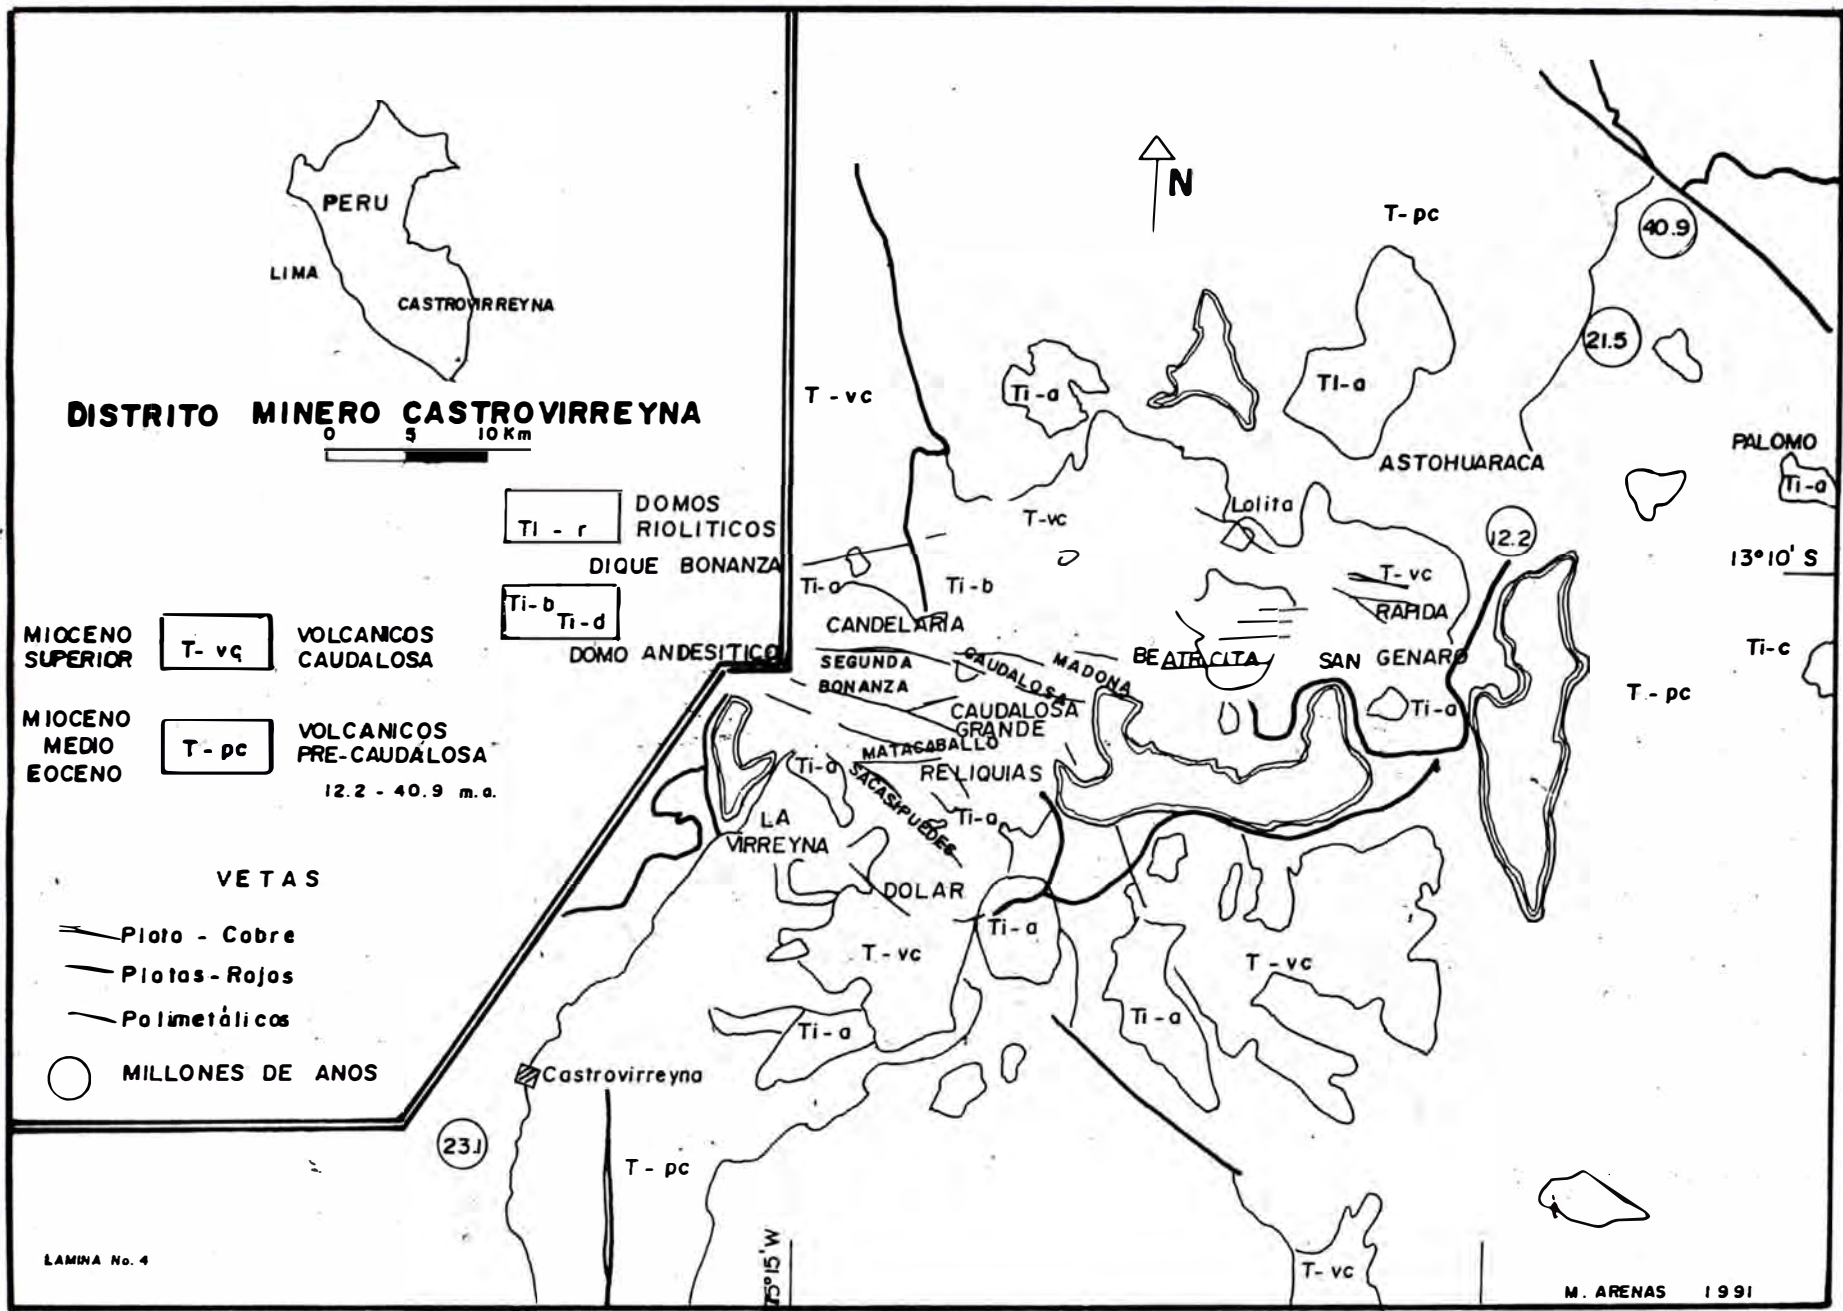 PERU
LIMA
CASTROVIRREYNA
DISTRITO MINERO CASTROVIRREYNA
0 5 10 Km
TI - r
DOMOS
RIOLITICOS
DIQUE BONANZA
Ti-b
Ti-d
DOMO ANDESITICO
MIOCENO
SUPERIOR
T- vc
VOLCANICOS
CAUDALOSA
MIOCENO
MEDIO
EOCENO
T-pc
VOLCANICOS
PRE-CAUDALOSA
12.2 - 40.9 m.a.
VETAS
Plata - Cobre
Platas-Rojas
Polimetálicos
MILLONES DE ANOS
LAMINA No. 4
N
T-pc
40.9
21.5
T-vc
Ti-a
TI-a
ASTOHUARACA
PALOMO
Ti-a
T-vc
Lolita
12.2
13°10' S
Ti-a
Ti-b
T-vc
RAPIDA
CANDELARIA
SEGUNDA
BONANZA
CAUDALOSA
MADONA
BEATRICITA
SAN GENARO
Ti-c
T-pc
Ti-a
CAUDALOSA
GRANDE
MATACABALLO
RELIQUIAS
Ti-a
SACASIPUEDES
Ti-a
LA
VIRREYNA
DOLAR
Ti-a
T-vc
T-vc
Ti-a
Ti-a
Castrovirreyna
23.1
T-pc
75°15'W
T-vc
M. ARENAS 1991